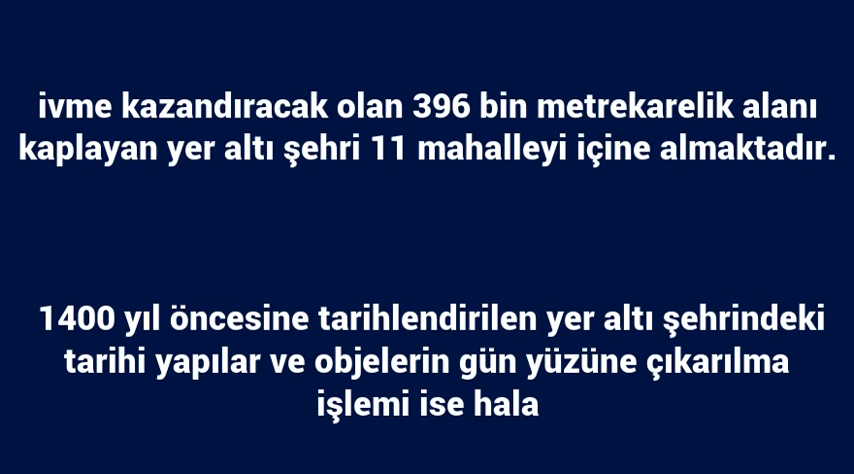 ivme kazandıracak olan 396 bin metrekarelik alanı
kaplayan yer altı şehri 11 mahalleyi içine almaktadır.
1400 yıl öncesine tarihlendirilen yer altı şehrindeki
tarihi yapılar ve objelerin gün yüzüne çıkarılma
işlemi ise hala